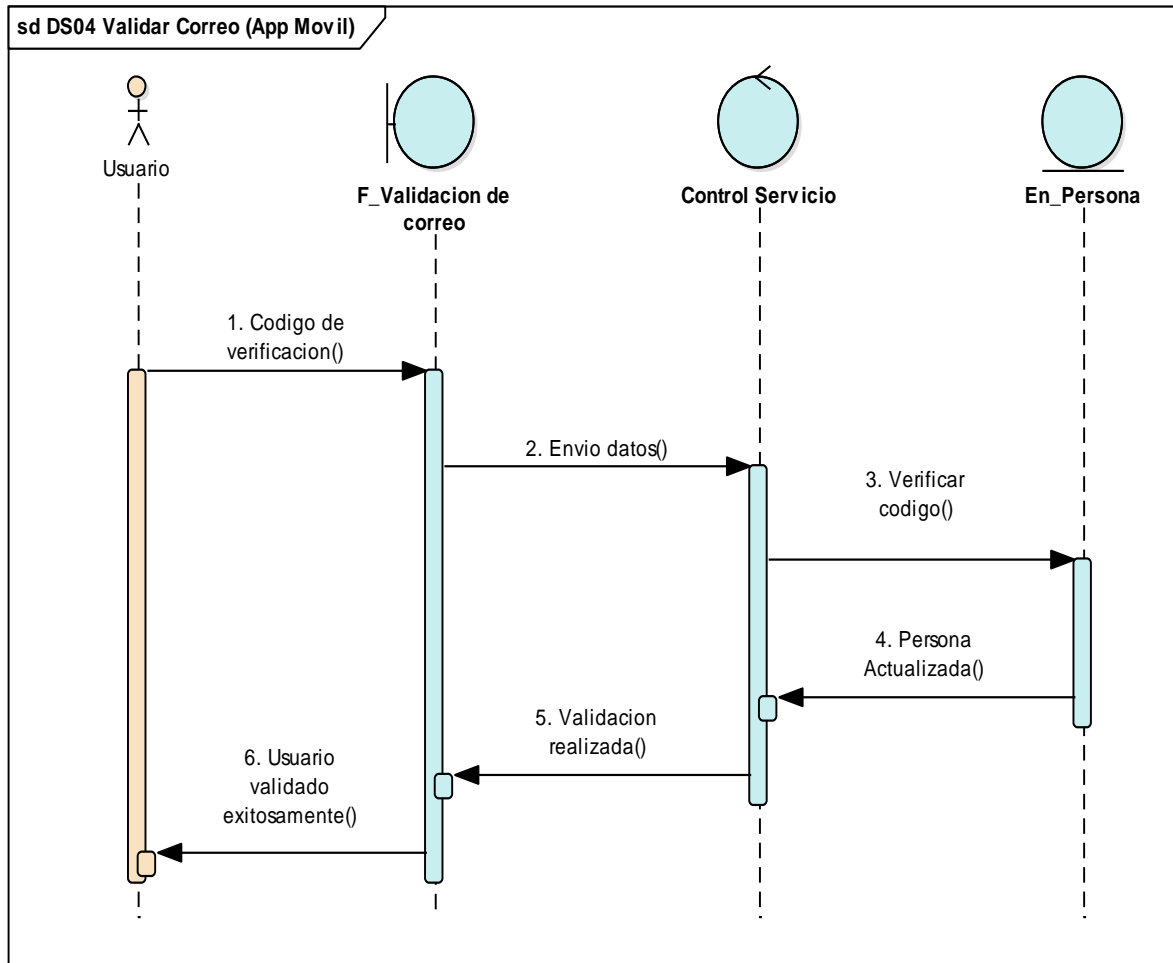 sd DS04 Validar Correo (App Movil)
Usuario
F_Validacion de
correo
Control Servicio
En_Persona
1. Codigo de
verificacion()
2. Envio datos()
3. Verificar
codigo()
4. Persona
Actualizada()
5. Validacion
realizada()
6. Usuario
validado
exitosamente()